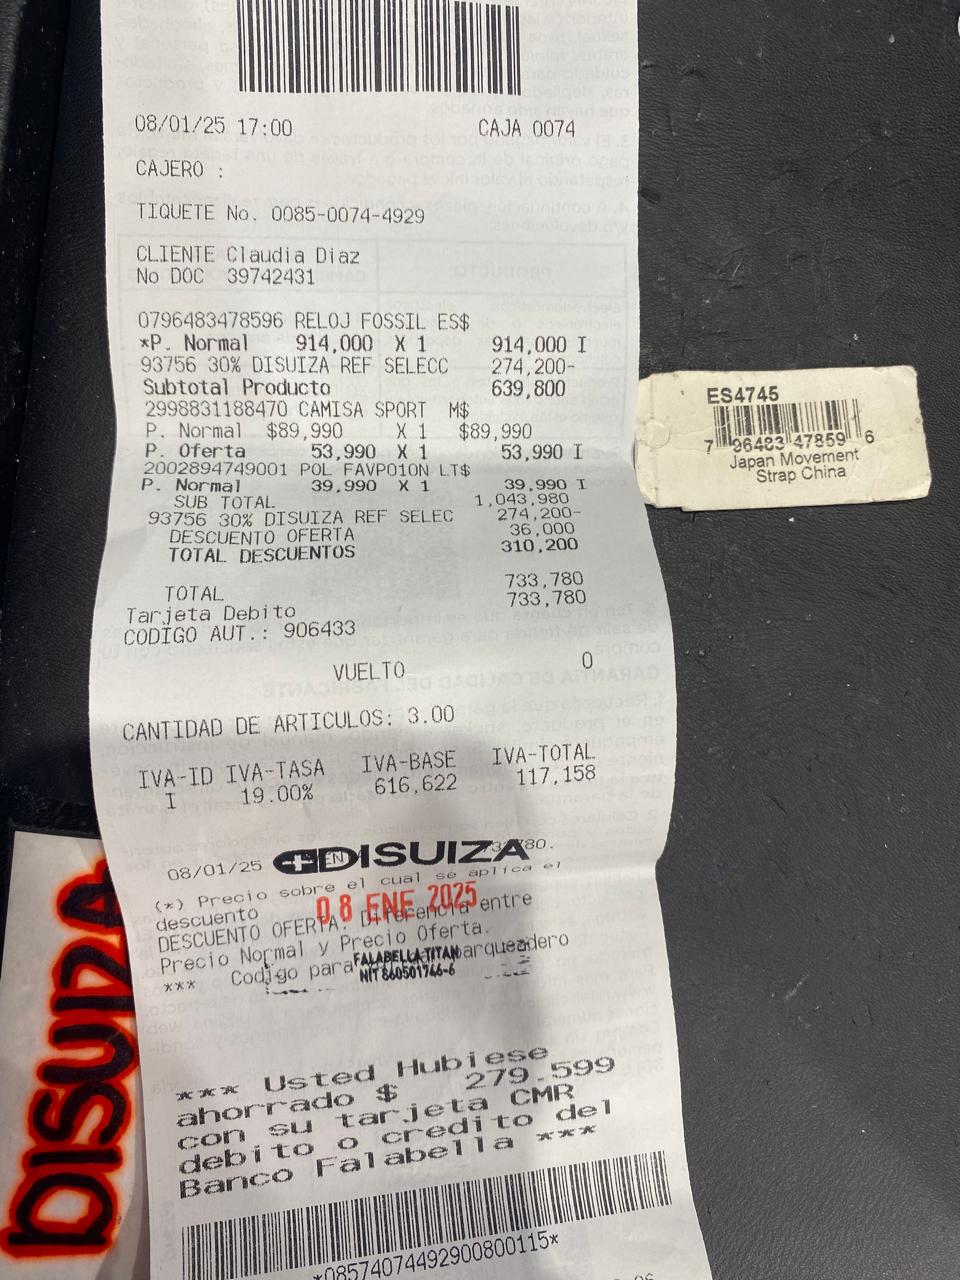 08/01/25 17:00 CAJA 0074
CAJERO :
TIQUETE No. 0085-0074-4929
CLIENTE Claudia Diaz
No DOC 39742431
0796483478596 RELOJ FOSSIL ES$
*P. Normal 914,000 X 1 914,000 I
93756 30% DISUIZA REF SELECC 274,200-
Subtotal Producto 639,800
2998831188470 CAMISA SPORT M$
P. Normal $89,990 X 1 $89,990
P. Oferta 53,990 X 1 53,990 I
2002894749001 POL FAVPO1ON LT$
P. Normal 39,990 X 1 39,990 I
SUB TOTAL 1,043,980
93756 30% DISUIZA REF SELEC 274,200-
DESCUENTO OFERTA 36,000
TOTAL DESCUENTOS 310,200
TOTAL 733,780
Tarjeta Debito 733,780
CODIGO AUT.: 906433
VUELTO 0
CANTIDAD DE ARTICULOS: 3.00
IVA-ID IVA-TASA IVA-BASE IVA-TOTAL
I 19.00% 616,622 117,158
08/01/25
DISUIZA
(*) Precio sobre el cual se aplica el
descuento
08 ENE 2025
DESCUENTO OFERTA: Diferencia entre
Precio Normal y Precio Oferta.
*** Codigo para parqueadero
FALABELLA-TITAN
NIT 860501746-6
*** Usted Hubiese
ahorrado $ 279.599
con su tarjeta CMR
debito o credito del
Banco Falabella ***
*08574074492900800115*
ES4745
7 96483 47859 6
Japan Movement
Strap China
DISUIZA